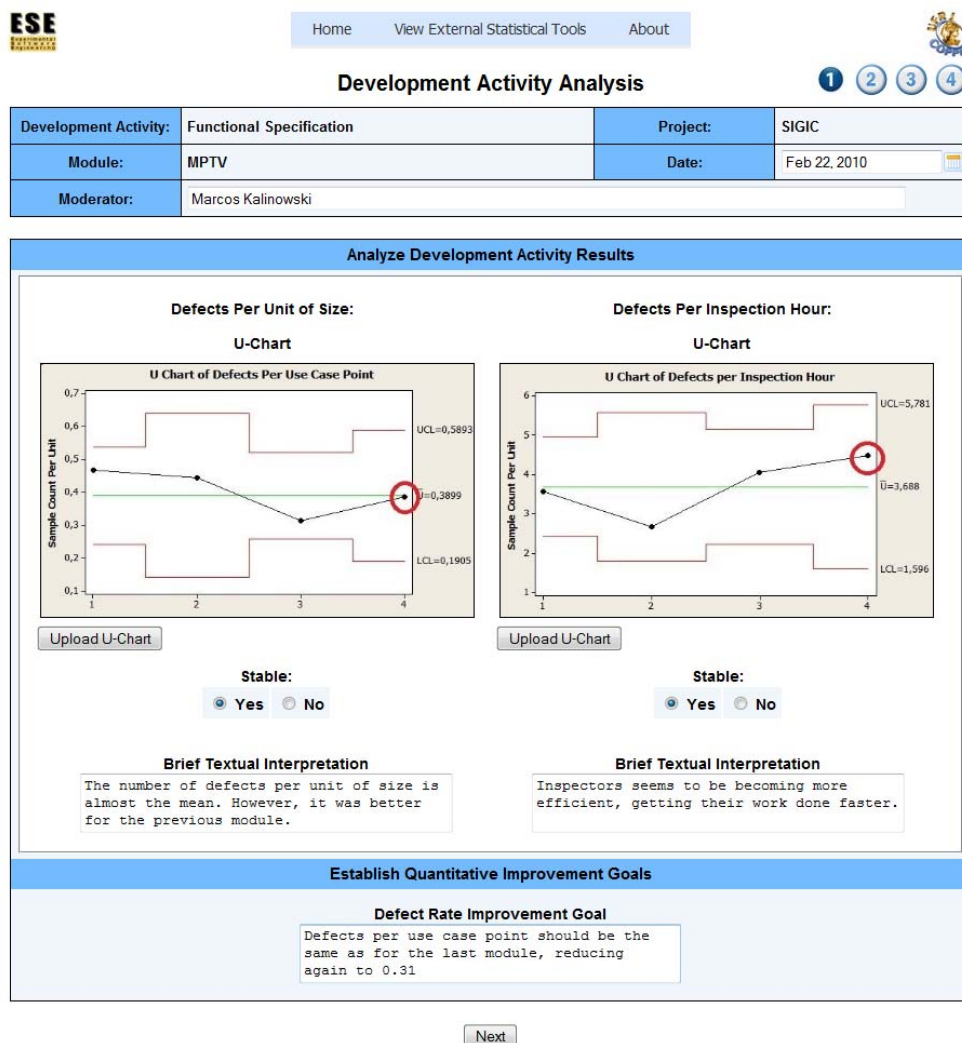 ESE
Experimental
Software
Engineering
Home View External Statistical Tools About
COPPE
Development Activity Analysis
1 2 3 4
Development Activity: Functional Specification Project: SIGIC
Module: MPTV Date: Feb 22, 2010
Moderator: Marcos Kalinowski
Analyze Development Activity Results
Defects Per Unit of Size: Defects Per Inspection Hour:
U-Chart U-Chart
U Chart of Defects Per Use Case Point
0,7
0,6
0,5
0,4
0,3
0,2
0,1
Sample Count Per Unit
UCL=0,5893
U=0,3899
LCL=0,1905
1 2 3 4
U Chart of Defects per Inspection Hour
6
5
4
3
2
1
Sample Count Per Unit
UCL=5,781
U=3,688
LCL=1,596
1 2 3 4
Upload U-Chart Upload U-Chart
Stable: Stable:
Yes No Yes No
Brief Textual Interpretation
The number of defects per unit of size is
almost the mean. However, it was better
for the previous module.
Brief Textual Interpretation
Inspectors seems to be becoming more
efficient, getting their work done faster.
Establish Quantitative Improvement Goals
Defect Rate Improvement Goal
Defects per use case point should be the
same as for the last module, reducing
again to 0.31
Next